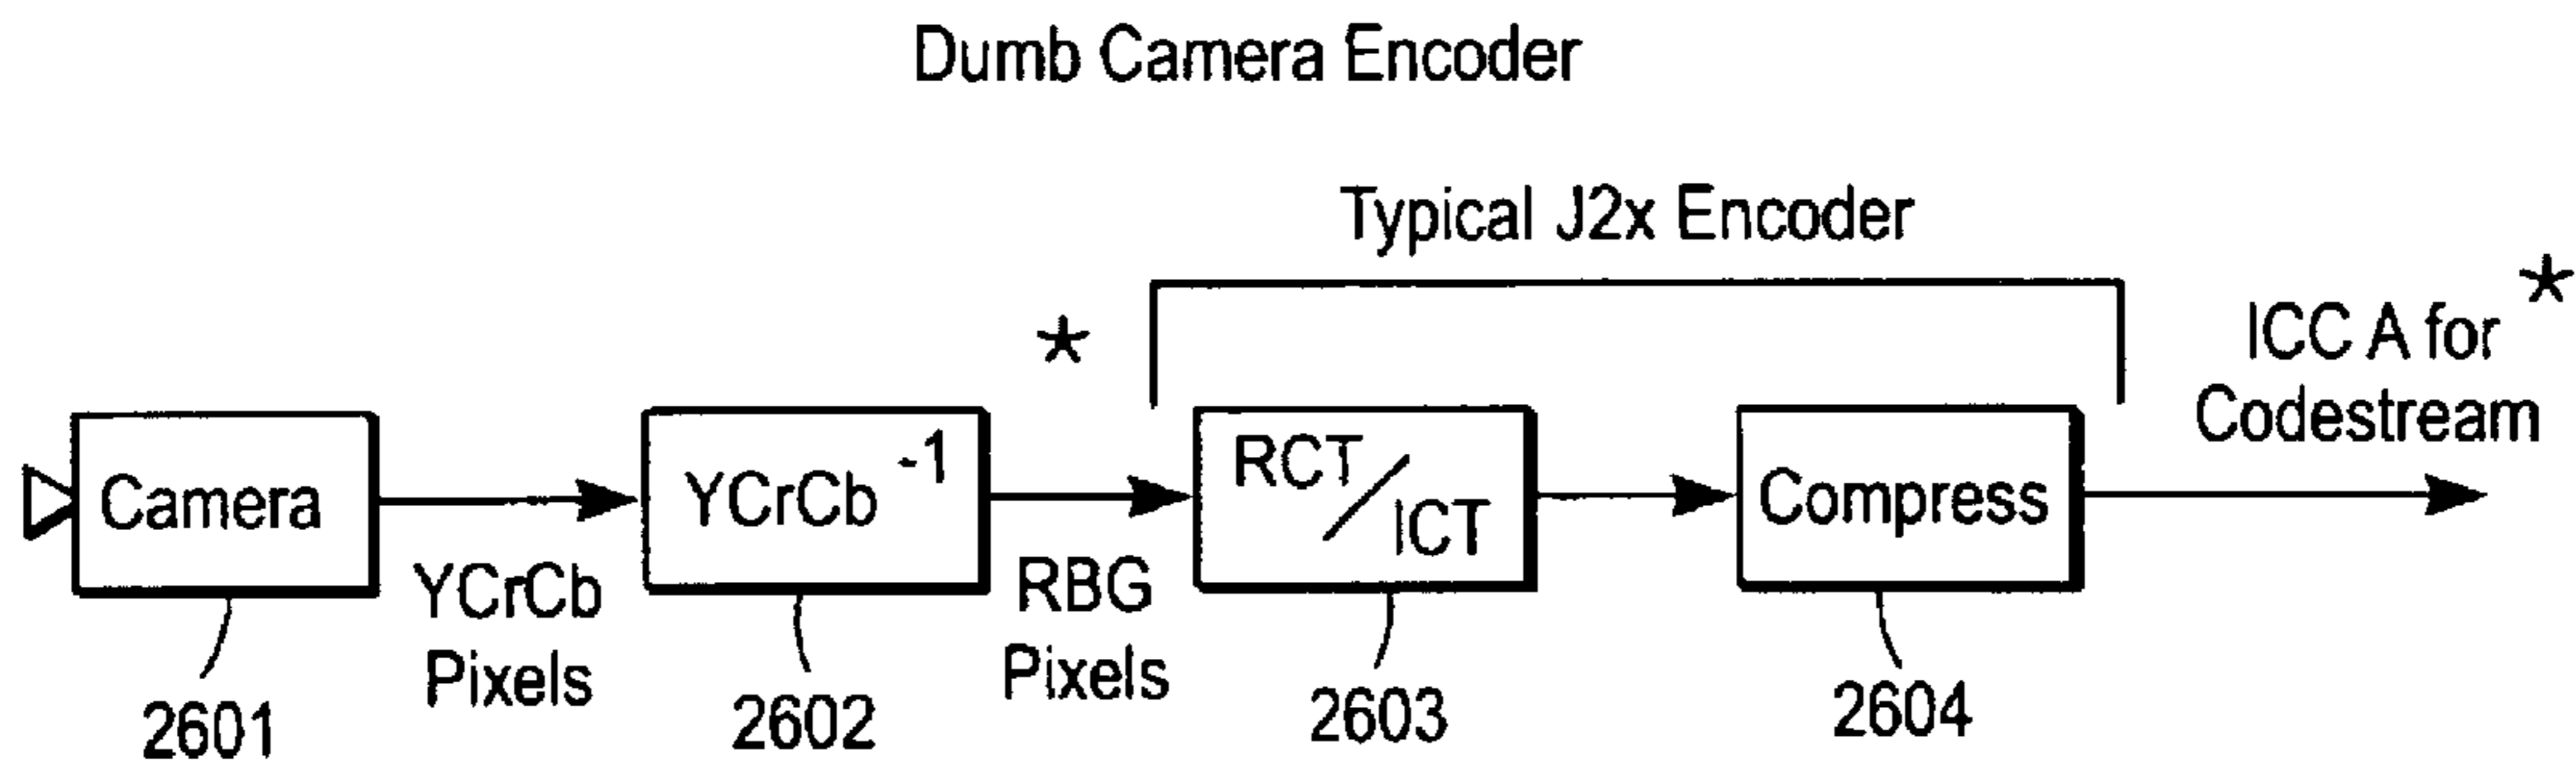 Dumb Camera Encoder
Typical J2x Encoder
*
*
ICC A for
Codestream
Camera
YCrCb
Pixels
YCrCb-1
RBG
Pixels
RCT/ICT
Compress
2601
2602
2603
2604